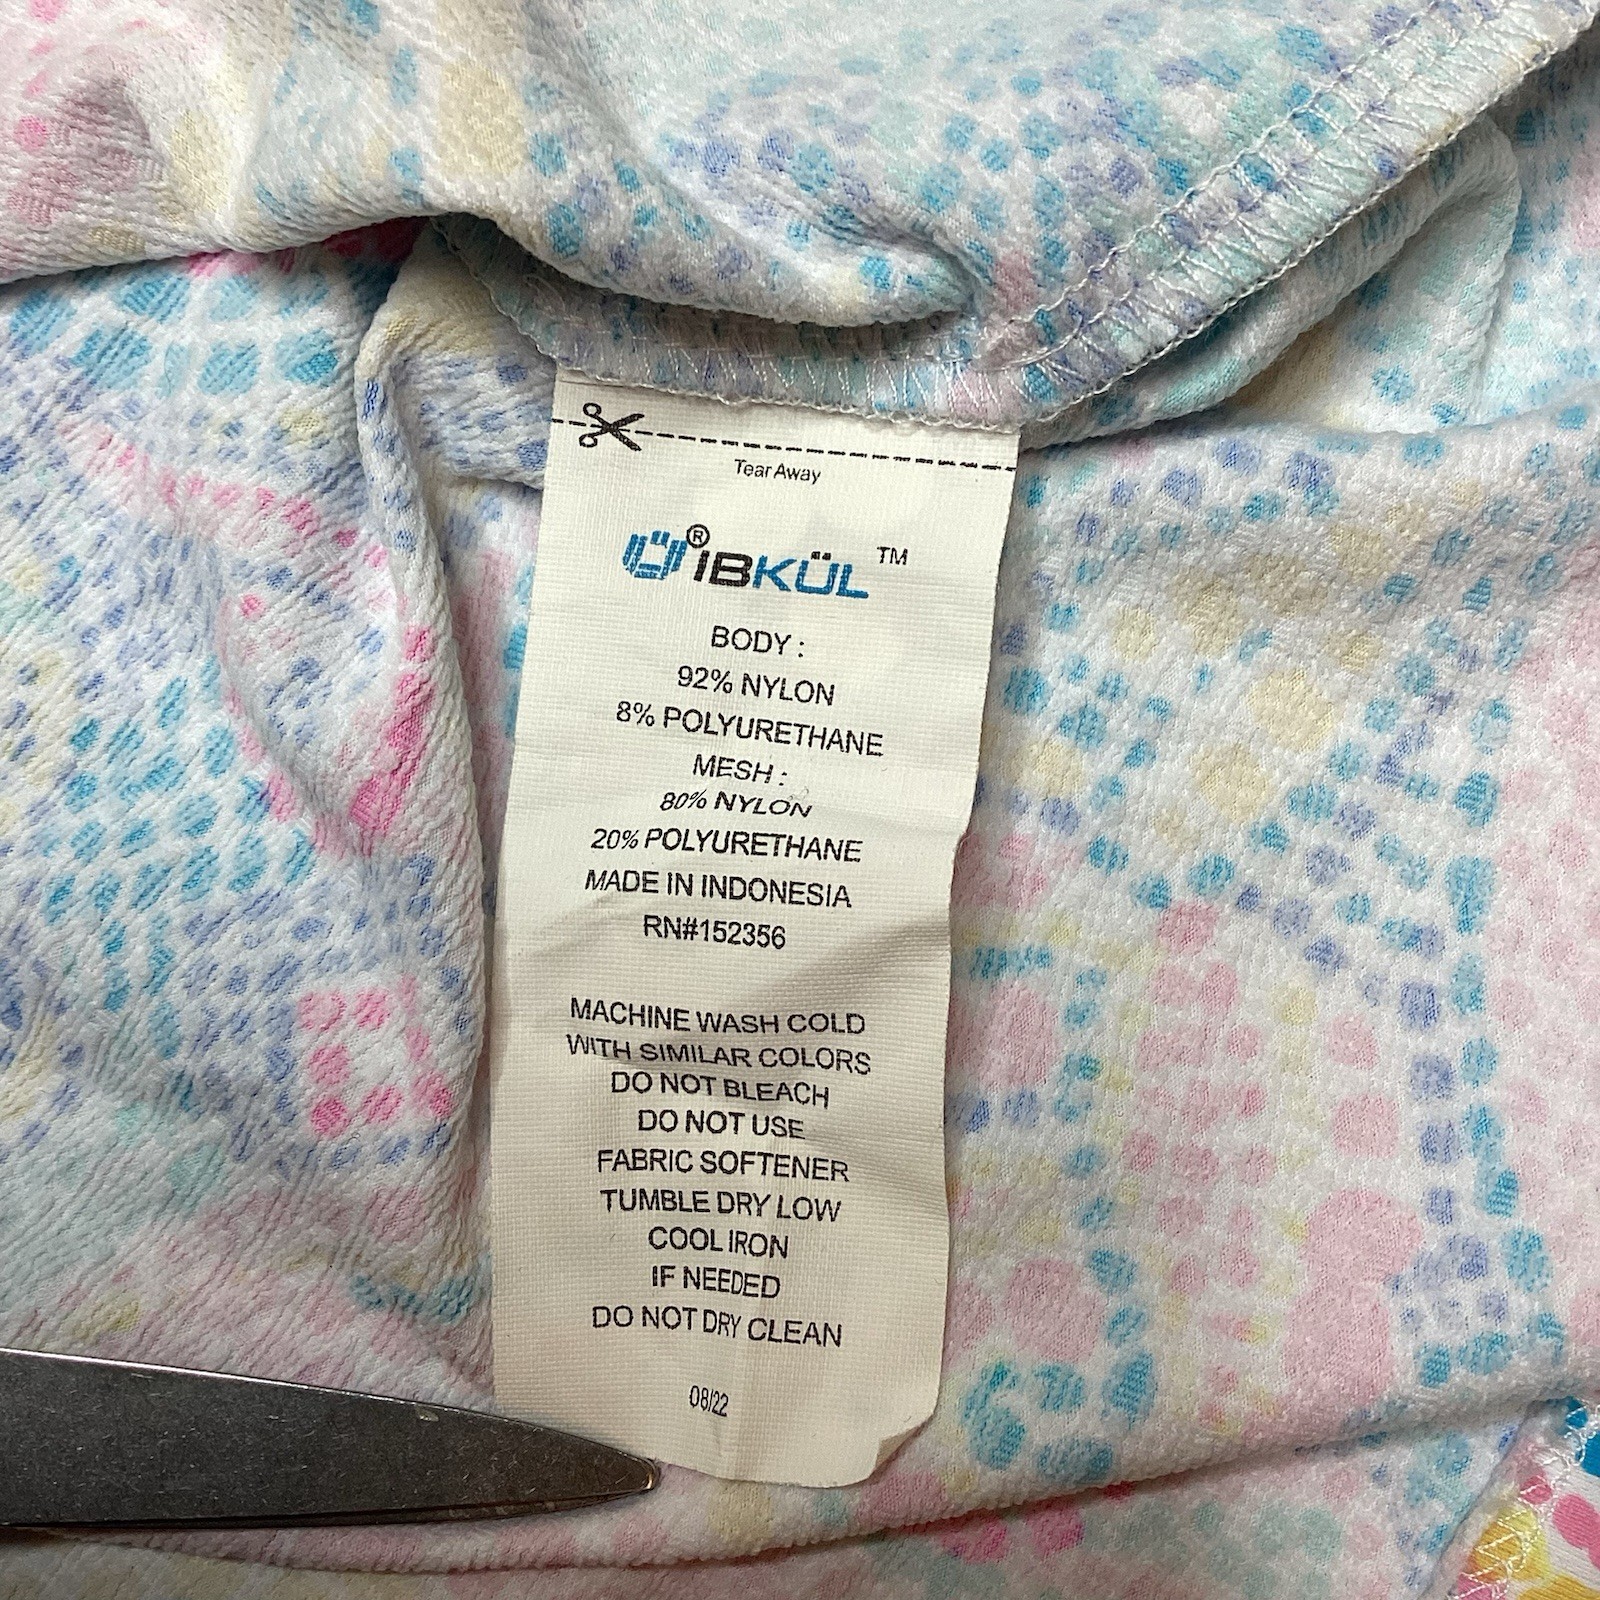 Tear Away
® IBKÜL ™
BODY :
92% NYLON
8% POLYURETHANE
MESH :
80% NYLON
20% POLYURETHANE
MADE IN INDONESIA
RN#152356
MACHINE WASH COLD
WITH SIMILAR COLORS
DO NOT BLEACH
DO NOT USE
FABRIC SOFTENER
TUMBLE DRY LOW
COOL IRON
IF NEEDED
DO NOT DRY CLEAN
08/22